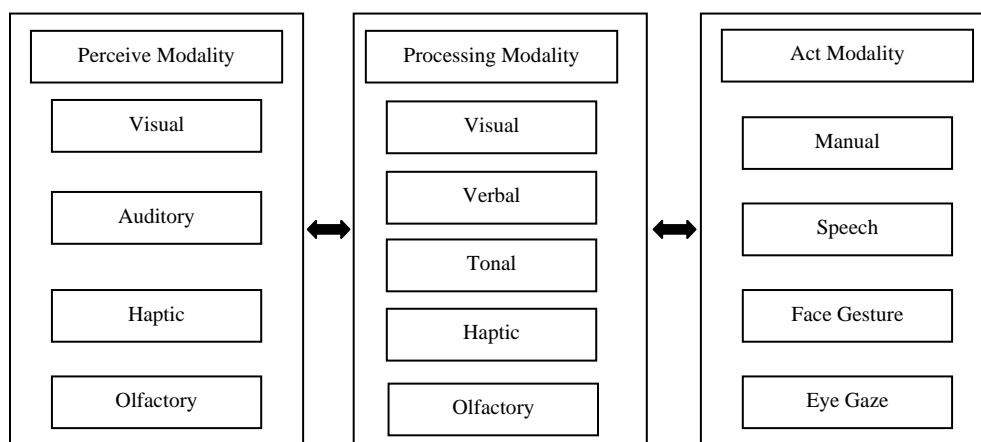 Perceive Modality
Visual
Auditory
Haptic
Olfactory
Processing Modality
Visual
Verbal
Tonal
Haptic
Olfactory
Act Modality
Manual
Speech
Face Gesture
Eye Gaze